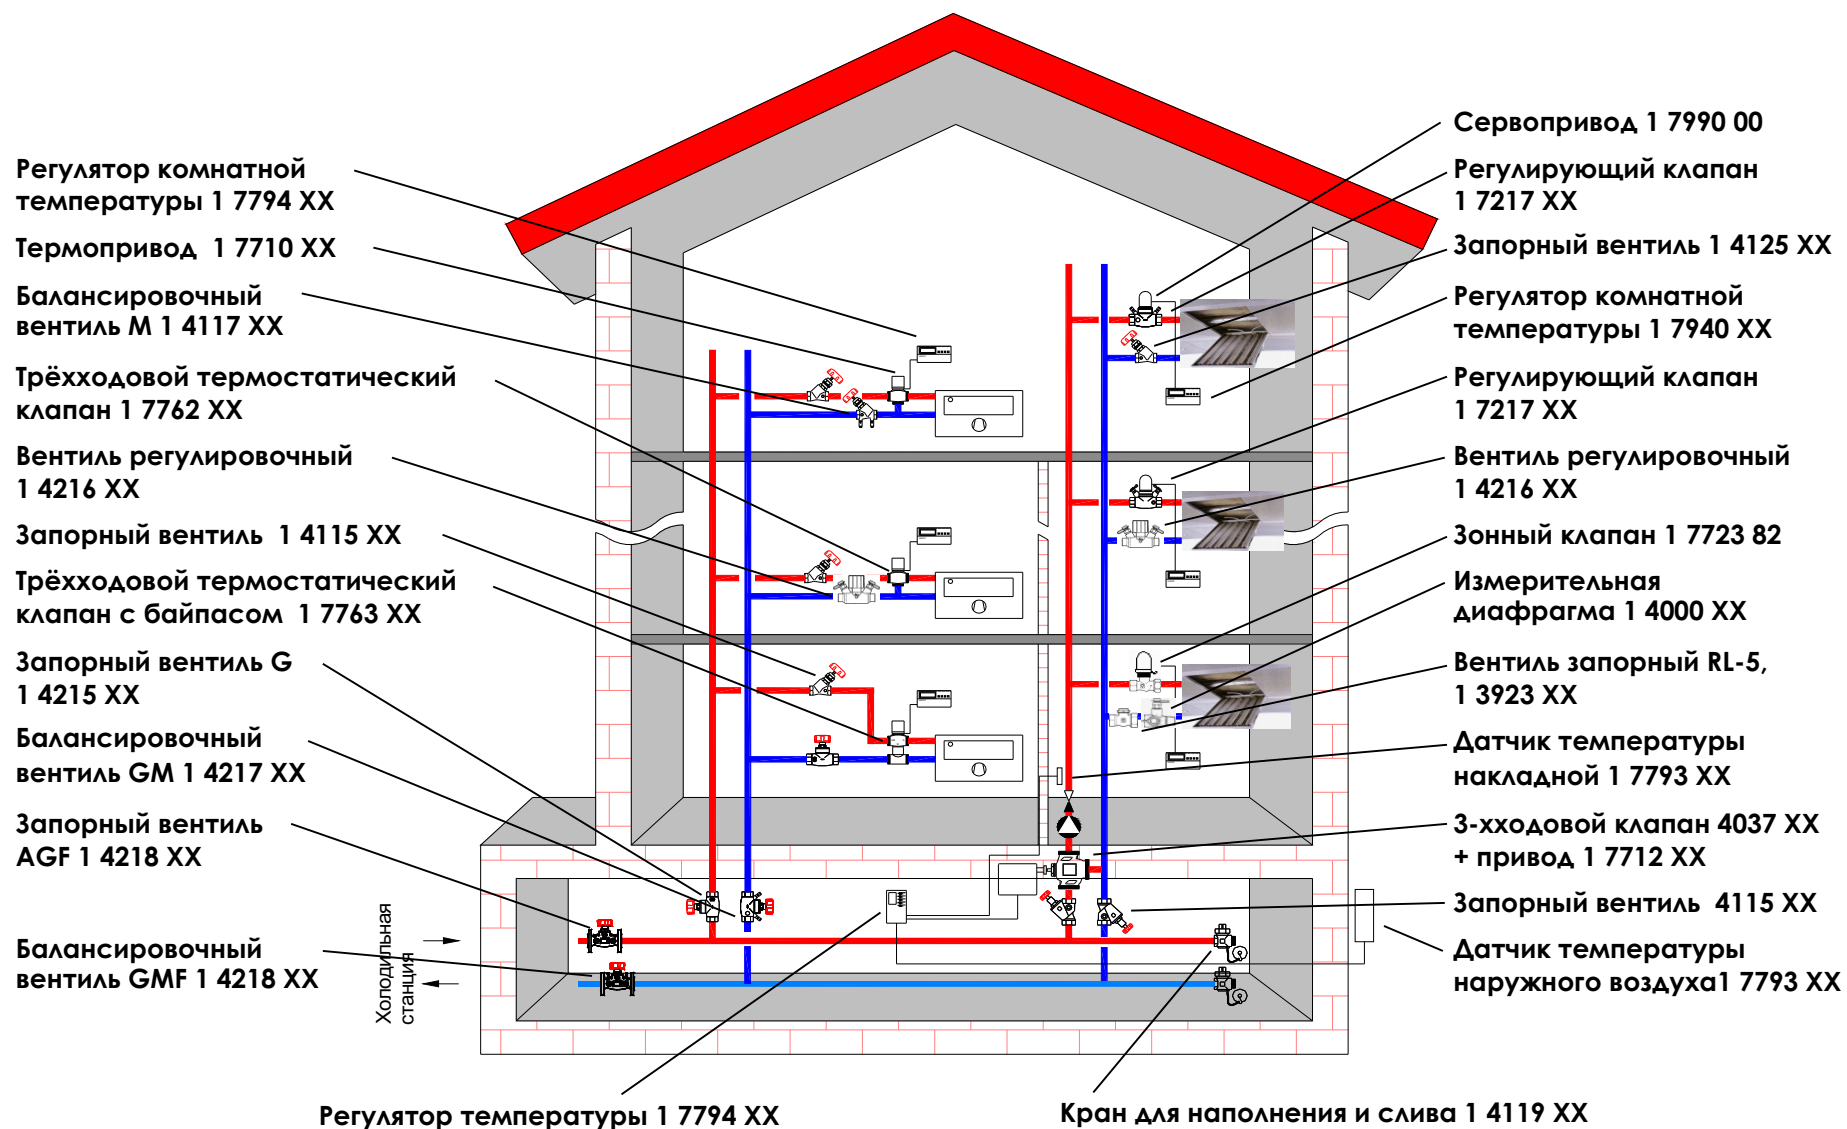 Регулятор комнатной
температуры 1 7794 XX
Термопривод 1 7710 XX
Балансировочный
вентиль М 1 4117 XX
Трёхходовой термостатический
клапан 1 7762 XX
Вентиль регулировочный
1 4216 XX
Запорный вентиль 1 4115 XX
Трёхходовой термостатический
клапан с байпасом 1 7763 XX
Запорный вентиль G
1 4215 XX
Балансировочный
вентиль GM 1 4217 XX
Запорный вентиль
AGF 1 4218 XX
Балансировочный
вентиль GMF 1 4218 XX
Холодильная
станция
Сервопривод 1 7990 00
Регулирующий клапан
1 7217 XX
Запорный вентиль 1 4125 XX
Регулятор комнатной
температуры 1 7940 XX
Регулирующий клапан
1 7217 XX
Вентиль регулировочный
1 4216 XX
Зонный клапан 1 7723 82
Измерительная
диафрагма 1 4000 XX
Вентиль запорный RL-5,
1 3923 XX
Датчик температуры
накладной 1 7793 XX
3-хходовой клапан 4037 XX
+ привод 1 7712 XX
Запорный вентиль 4115 XX
Датчик температуры
наружного воздуха1 7793 XX
Регулятор температуры 1 7794 XX
Кран для наполнения и слива 1 4119 XX